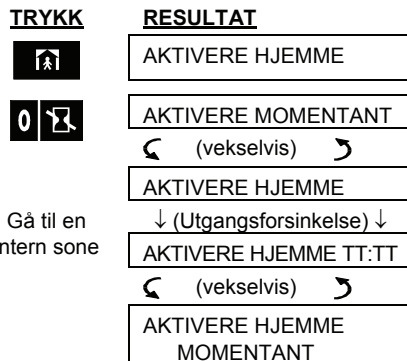 TRYKK RESULTAT
AKTIVERE HJEMME
0
AKTIVERE MOMENTANT
(vekselvis)
AKTIVERE HJEMME
Gå til en
ntern sone
↓ (Utgangsforsinkelse) ↓
AKTIVERE HJEMME TT:TT
(vekselvis)
AKTIVERE HJEMME
MOMENTANT